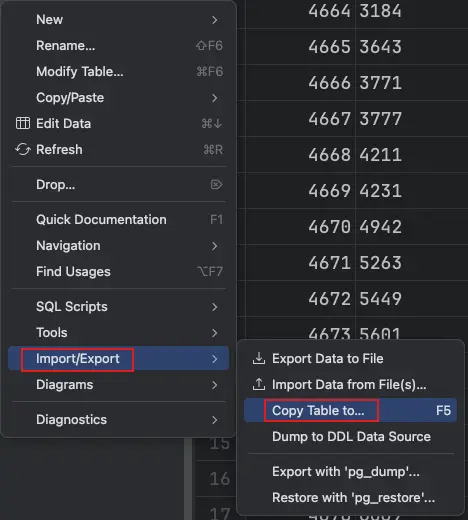 New
Rename... ⇧F6
Modify Table... ⌘F6
Copy/Paste
Edit Data ⌘↓
Refresh ⌘R
Drop... ⌦
Quick Documentation F1
Navigation
Find Usages ⌥F7
SQL Scripts
Tools
Import/Export
Diagrams
Diagnostics
4664 3184
4665 3643
4666 3771
4667 3777
4668 4211
4669 4231
4670 4942
4671 5263
4672 5449
4673 5601
Export Data to File
Import Data from File(s)...
Copy Table to... F5
Dump to DDL Data Source
Export with 'pg_dump'...
Restore with 'pg_restore'...
15
16
17